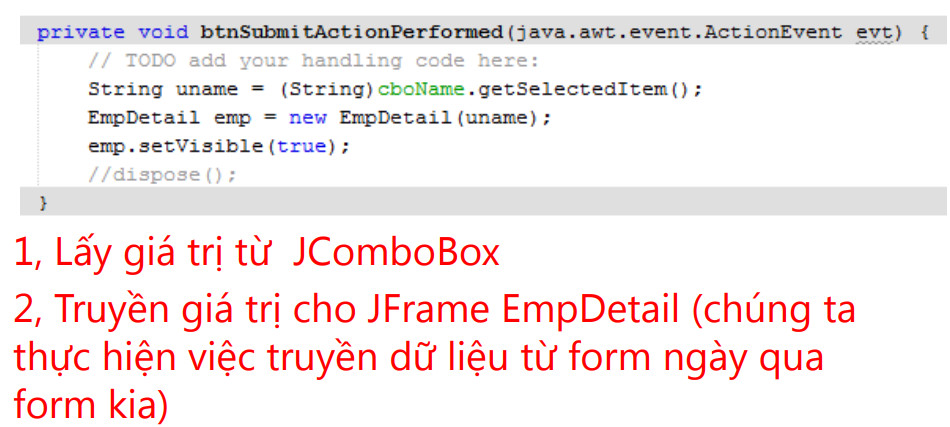 private void btnSubmitActionPerformed(java.awt.event.ActionEvent evt) {
// TODO add your handling code here:
String uname = (String)cboName.getSelectedItem();
EmpDetail emp = new EmpDetail(uname);
emp.setVisible(true);
//dispose();
}
1, Lấy giá trị từ JComboBox
2, Truyền giá trị cho JFrame EmpDetail (chúng ta
thực hiện việc truyền dữ liệu từ form ngày qua
form kia)